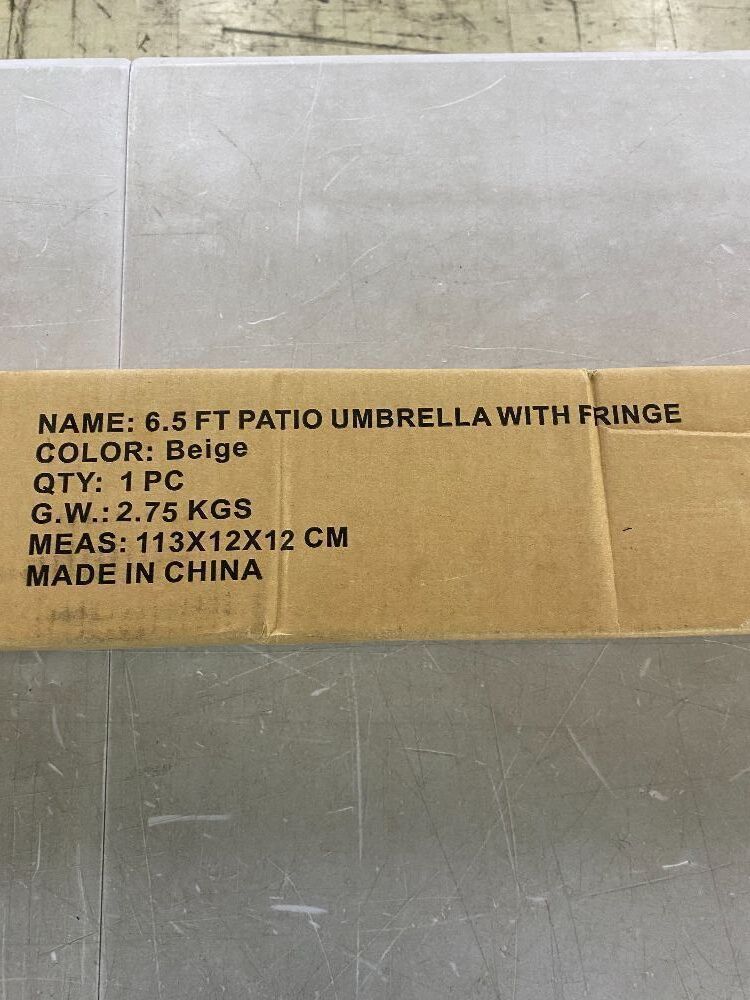 NAME: 6.5 FT PATIO UMBRELLA WITH FRINGE
COLOR: Beige
QTY: 1 PC
G.W.: 2.75 KGS
MEAS: 113X12X12 CM
MADE IN CHINA